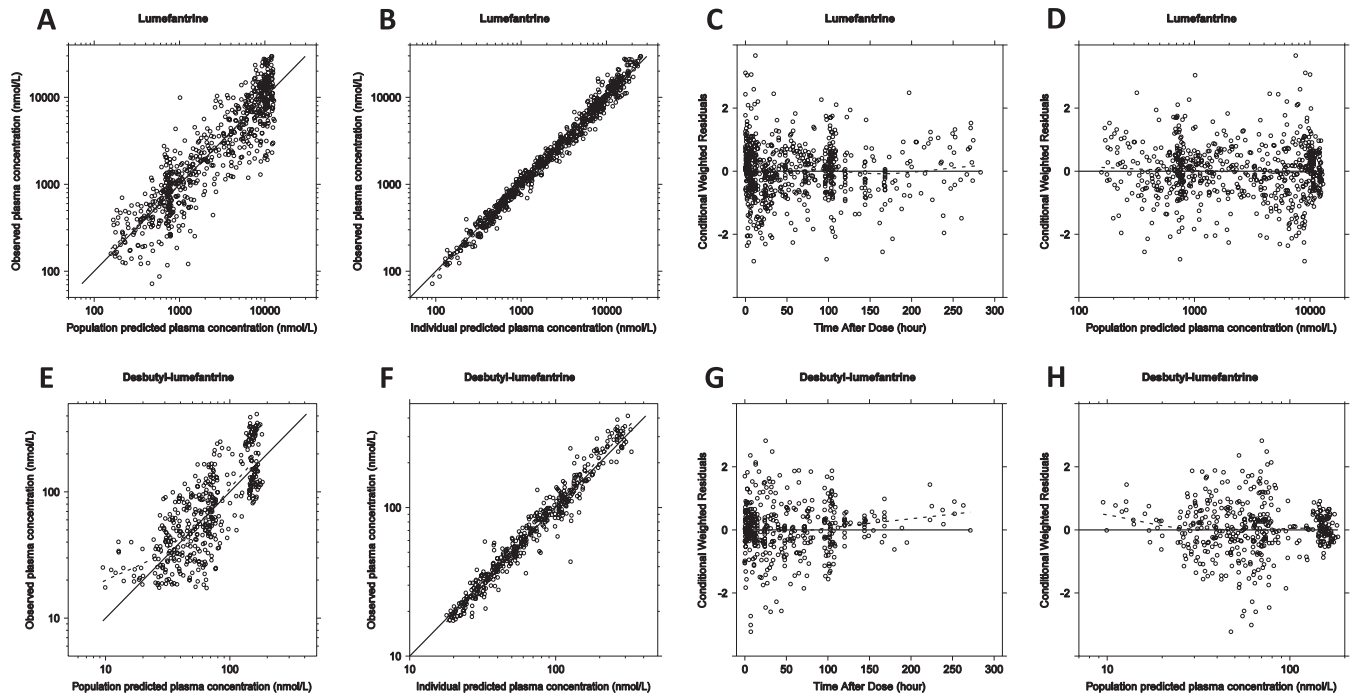 A
Lumefantrine
Observed plasma concentration (nmol/L)
10000
1000
100
100
1000
10000
Population predicted plasma concentration (nmol/L)
B
Lumefantrine
Observed plasma concentration (nmol/L)
10000
1000
100
100
1000
10000
Individual predicted plasma concentration (nmol/L)
C
Lumefantrine
Conditional Weighted Residuals
2
0
-2
0
50
100
150
200
250
300
Time After Dose (hour)
D
Lumefantrine
Conditional Weighted Residuals
2
0
-2
100
1000
10000
Population predicted plasma concentration (nmol/L)
E
Desbutyl-lumefantrine
Observed plasma concentration (nmol/L)
100
10
10
100
Population predicted plasma concentration (nmol/L)
F
Desbutyl-lumefantrine
Observed plasma concentration (nmol/L)
100
10
10
100
Individual predicted plasma concentration (nmol/L)
G
Desbutyl-lumefantrine
Conditional Weighted Residuals
2
0
-2
0
50
100
150
200
250
300
Time After Dose (hour)
H
Desbutyl-lumefantrine
Conditional Weighted Residuals
2
0
-2
10
100
Population predicted plasma concentration (nmol/L)